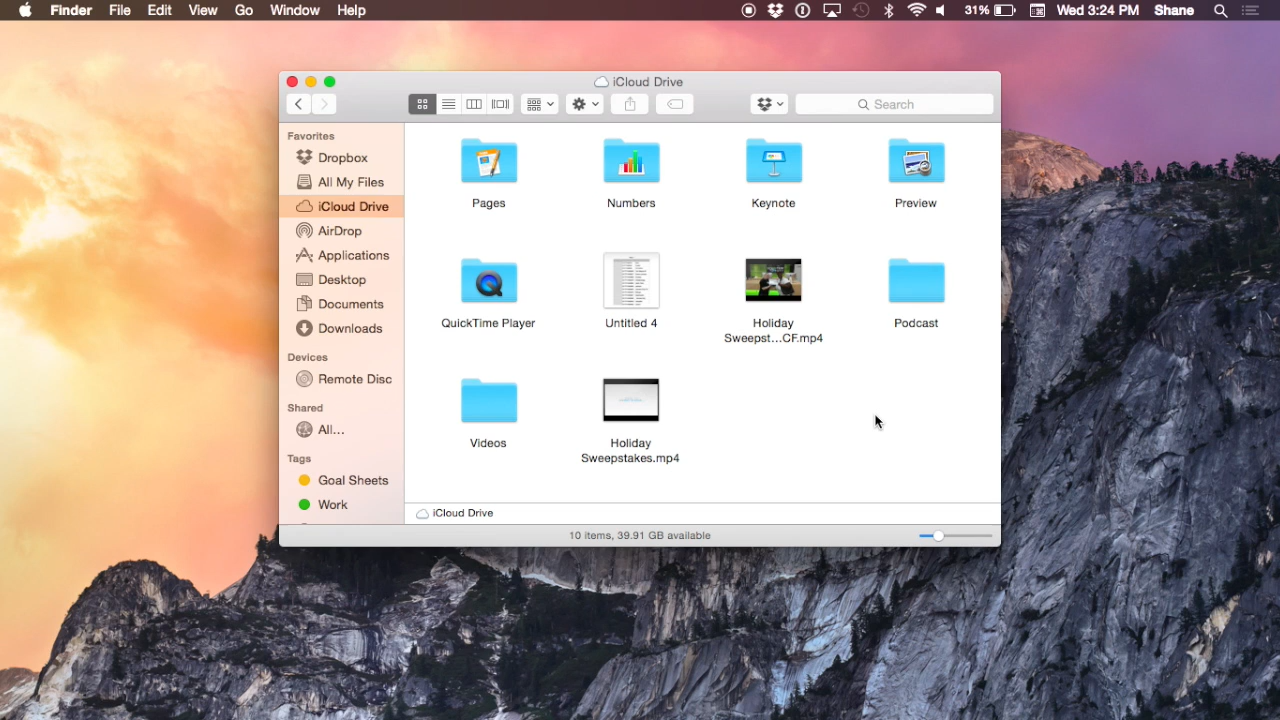 Finder File Edit View Go Window Help
31% Wed 3:24 PM Shane
iCloud Drive
Search
Favorites
Dropbox
All My Files
iCloud Drive
AirDrop
Applications
Desktop
Documents
Downloads
Devices
Remote Disc
Shared
All...
Tags
Goal Sheets
Work
Pages
Numbers
Keynote
Preview
QuickTime Player
Untitled 4
Holiday
Sweepst...CF.mp4
Podcast
Videos
Holiday
Sweepstakes.mp4
iCloud Drive
10 items, 39.91 GB available